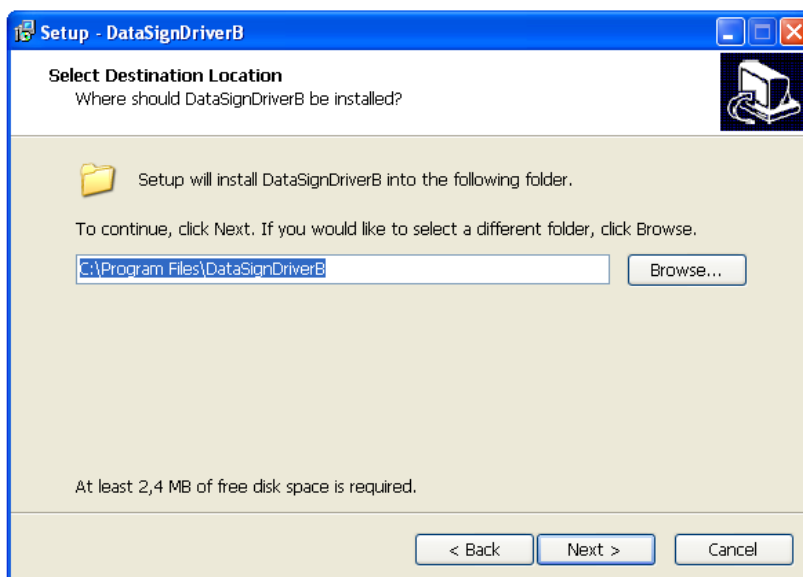 Setup - DataSignDriverB
Select Destination Location
Where should DataSignDriverB be installed?
Setup will install DataSignDriverB into the following folder.
To continue, click Next. If you would like to select a different folder, click Browse.
C:\Program Files\DataSignDriverB
Browse...
At least 2,4 MB of free disk space is required.
< Back
Next >
Cancel